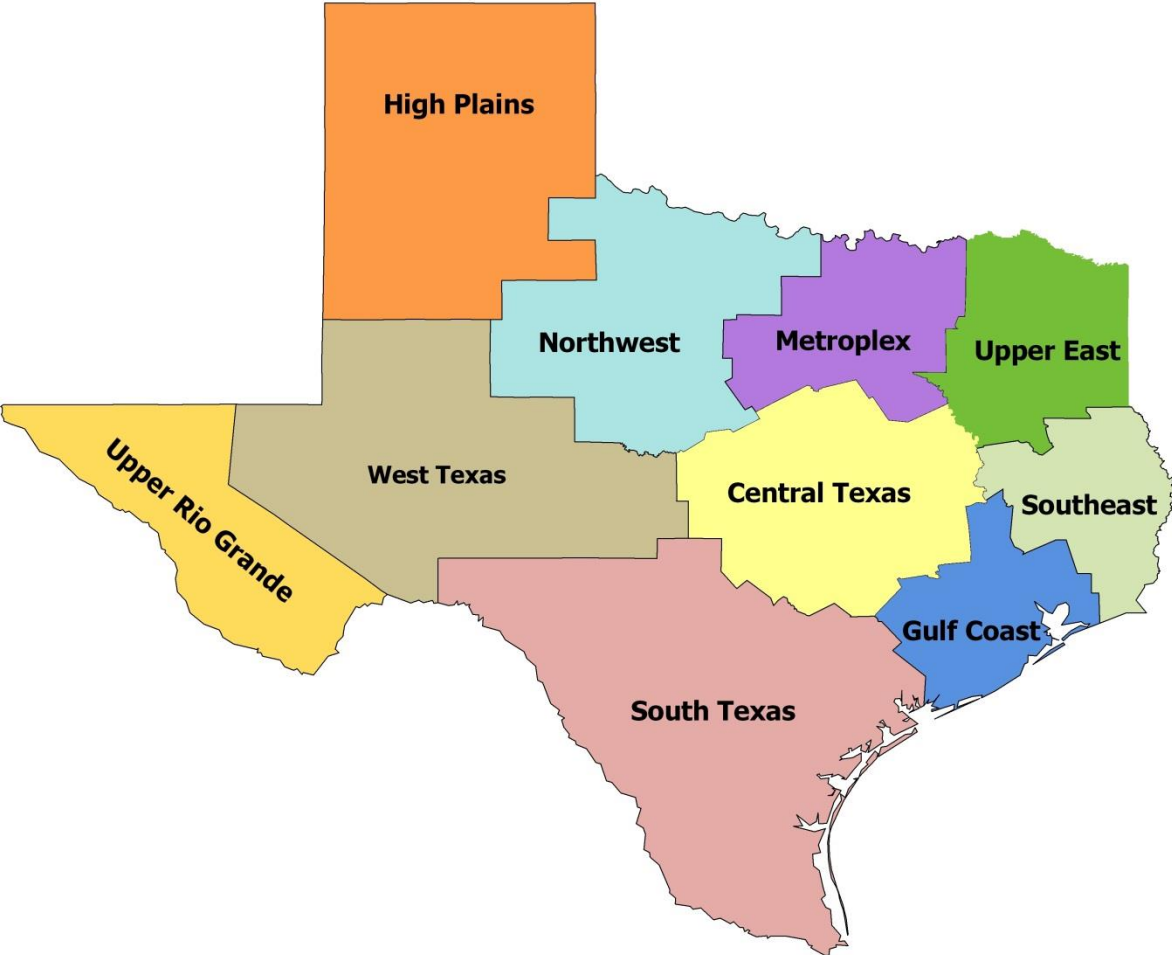 High Plains
Northwest
Metroplex
Upper East
West Texas
Upper Rio Grande
Central Texas
Southeast
Gulf Coast
South Texas